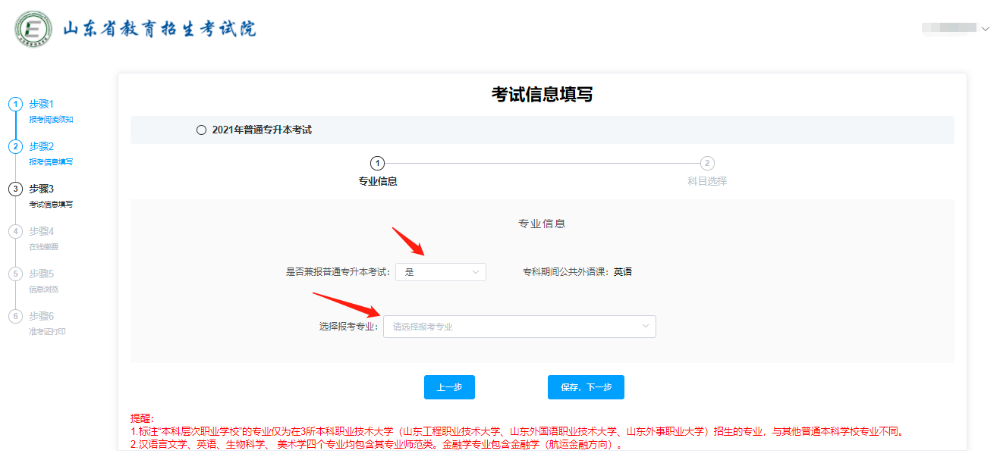 山东省教育招生考试院
1 步骤1
报考阅读须知
2 步骤2
报考信息填写
3 步骤3
考试信息填写
4 步骤4
在线缴费
5 步骤5
信息浏览
6 步骤6
准考证打印
考试信息填写
2021年普通专升本考试
1 2
专业信息 科目选择
专业信息
是否兼报普通专升本考试： 是 专科期间公共外语课：英语
选择报考专业： 请选择报考专业
上一步 保存，下一步
提醒：
1.标注“本科层次职业学校”的专业仅为在3所本科职业技术大学（山东工程职业技术大学、山东外国语职业技术大学、山东外事职业大学）招生的专业，与其他普通本科学校专业不同。
2.汉语言文学、英语、生物科学、 美术学四个专业均包含其专业师范类。金融学专业包含金融学（航运金融方向）。